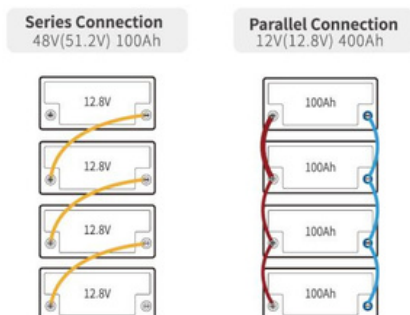 Series Connection
48V(51.2V) 100Ah
12.8V
12.8V
12.8V
12.8V
Parallel Connection
12V(12.8V) 400Ah
100Ah
100Ah
100Ah
100Ah